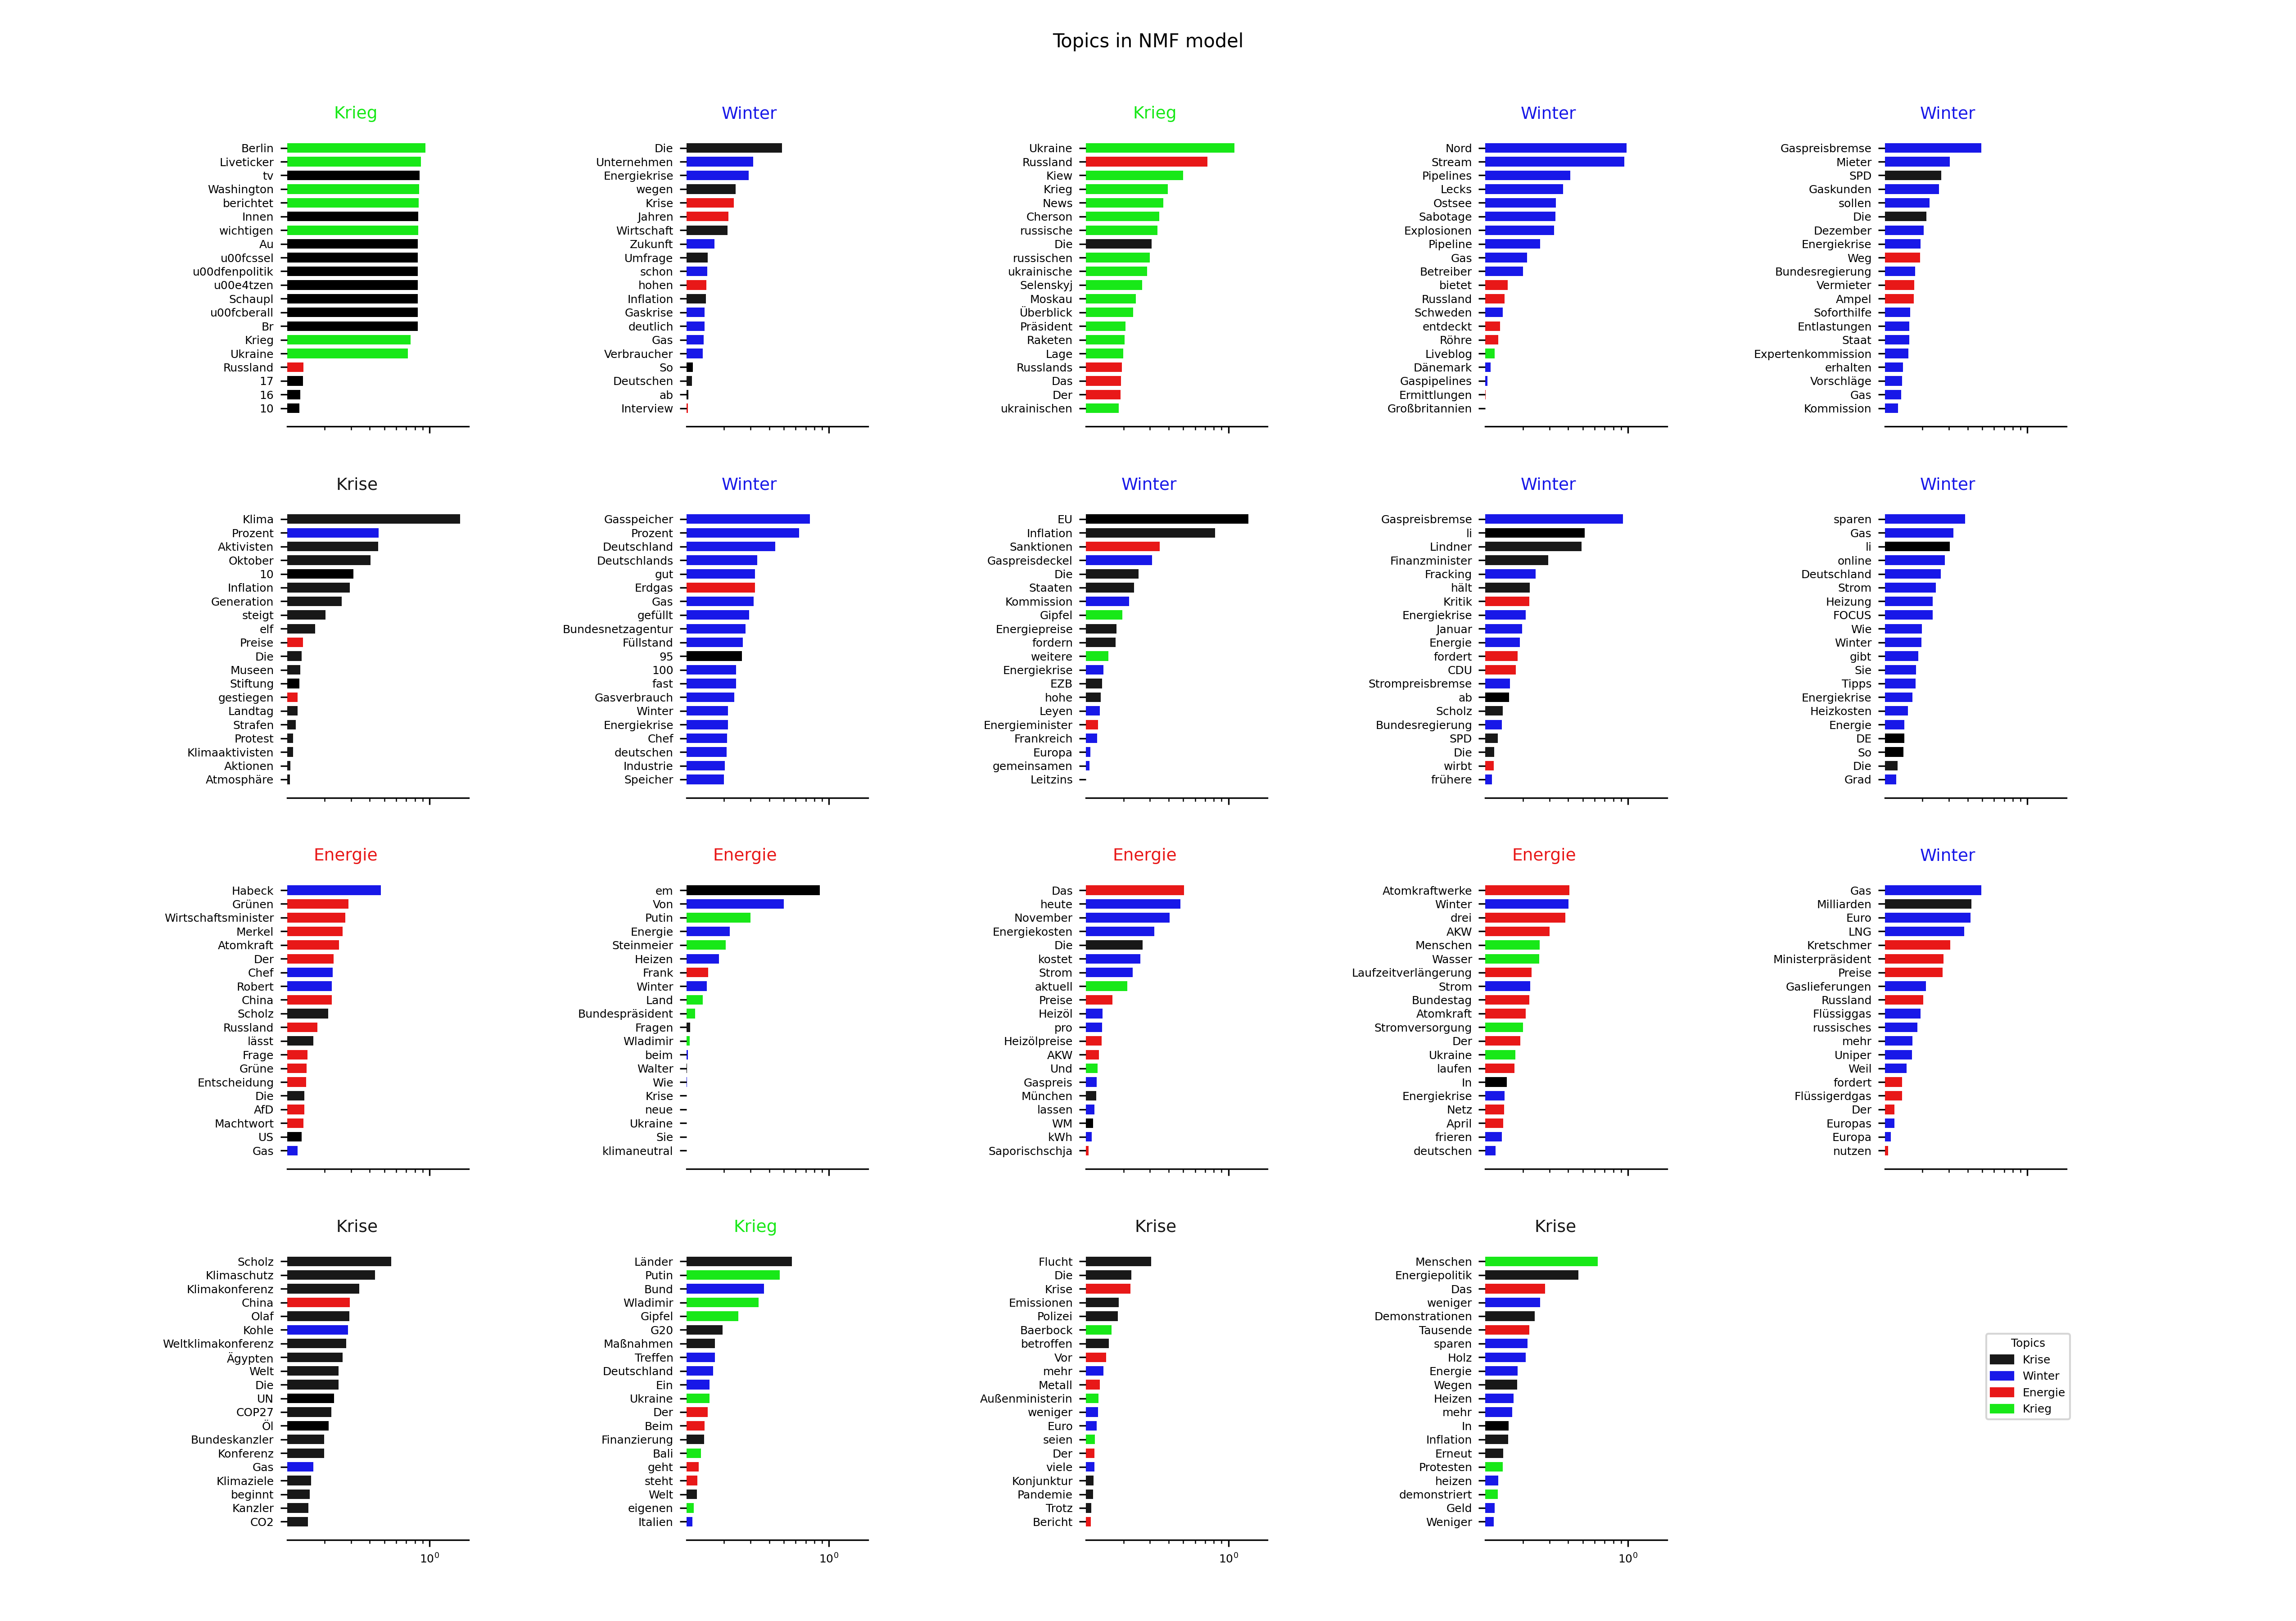 Topics in NMF model
Krieg
Berlin
Liveticker
tv
Washington
berichtet
Innen
wichtigen
Au
u00fcssel
u00dfenpolitik
u00e4tzen
Schaupl
u00fcberall
Br
Krieg
Ukraine
Russland
17
16
10
Winter
Die
Unternehmen
Energiekrise
wegen
Krise
Jahren
Wirtschaft
Zukunft
Umfrage
schon
hohen
Inflation
Gaskrise
deutlich
Gas
Verbraucher
So
Deutschen
ab
Interview
Krieg
Ukraine
Russland
Kiew
Krieg
News
Cherson
russische
Die
russischen
ukrainische
Selenskyj
Moskau
Überblick
Präsident
Raketen
Lage
Russlands
Das
Der
ukrainischen
Winter
Nord
Stream
Pipelines
Lecks
Ostsee
Sabotage
Explosionen
Pipeline
Gas
Betreiber
bietet
Russland
Schweden
entdeckt
Röhre
Liveblog
Dänemark
Gaspipelines
Ermittlungen
Großbritannien
Winter
Gaspreisbremse
Mieter
SPD
Gaskunden
sollen
Die
Dezember
Energiekrise
Weg
Bundesregierung
Vermieter
Ampel
Soforthilfe
Entlastungen
Staat
Expertenkommission
erhalten
Vorschläge
Gas
Kommission
Krise
Klima
Prozent
Aktivisten
Oktober
10
Inflation
Generation
steigt
elf
Preise
Die
Museen
Stiftung
gestiegen
Landtag
Strafen
Protest
Klimaaktivisten
Aktionen
Atmosphäre
Winter
Gasspeicher
Prozent
Deutschland
Deutschlands
gut
Erdgas
Gas
gefüllt
Bundesnetzagentur
Füllstand
95
100
fast
Gasverbrauch
Winter
Energiekrise
Chef
deutschen
Industrie
Speicher
Winter
EU
Inflation
Sanktionen
Gaspreisdeckel
Die
Staaten
Kommission
Gipfel
Energiepreise
fordern
weitere
Energiekrise
EZB
hohe
Leyen
Energieminister
Frankreich
Europa
gemeinsamen
Leitzins
Winter
Gaspreisbremse
li
Lindner
Finanzminister
Fracking
hält
Kritik
Energiekrise
Januar
Energie
fordert
CDU
Strompreisbremse
ab
Scholz
Bundesregierung
SPD
Die
wirbt
frühere
Winter
sparen
Gas
li
online
Deutschland
Strom
Heizung
FOCUS
Wie
Winter
gibt
Sie
Tipps
Energiekrise
Heizkosten
Energie
DE
So
Die
Grad
Energie
Habeck
Grünen
Wirtschaftsminister
Merkel
Atomkraft
Der
Chef
Robert
China
Scholz
Russland
lässt
Frage
Grüne
Entscheidung
Die
AfD
Machtwort
US
Gas
Energie
em
Von
Putin
Energie
Steinmeier
Heizen
Frank
Winter
Land
Bundespräsident
Fragen
Wladimir
beim
Walter
Wie
Krise
neue
Ukraine
Sie
klimaneutral
Energie
Das
heute
November
Energiekosten
Die
kostet
Strom
aktuell
Preise
Heizöl
pro
Heizölpreise
AKW
Und
Gaspreis
München
lassen
WM
kWh
Saporischschja
Energie
Atomkraftwerke
Winter
drei
AKW
Menschen
Wasser
Laufzeitverlängerung
Strom
Bundestag
Atomkraft
Stromversorgung
Der
Ukraine
laufen
In
Energiekrise
Netz
April
frieren
deutschen
Winter
Gas
Milliarden
Euro
LNG
Kretschmer
Ministerpräsident
Preise
Gaslieferungen
Russland
Flüssiggas
russisches
mehr
Uniper
Weil
fordert
Flüssigerdgas
Der
Europas
Europa
nutzen
Krise
Scholz
Klimaschutz
Klimakonferenz
China
Olaf
Kohle
Weltklimakonferenz
Ägypten
Welt
Die
UN
COP27
Öl
Bundeskanzler
Konferenz
Gas
Klimaziele
beginnt
Kanzler
CO2
10⁰
Krieg
Länder
Putin
Bund
Wladimir
Gipfel
G20
Maßnahmen
Treffen
Deutschland
Ein
Ukraine
Der
Beim
Finanzierung
Bali
geht
steht
Welt
eigenen
Italien
10⁰
Krise
Flucht
Die
Krise
Emissionen
Polizei
Baerbock
betroffen
Vor
mehr
Metall
Außenministerin
weniger
Euro
seien
Der
viele
Konjunktur
Pandemie
Trotz
Bericht
10⁰
Krise
Menschen
Energiepolitik
Das
weniger
Demonstrationen
Tausende
sparen
Holz
Energie
Wegen
Heizen
mehr
In
Inflation
Erneut
Protesten
heizen
demonstriert
Geld
Weniger
10⁰
Topics
Krise
Winter
Energie
Krieg